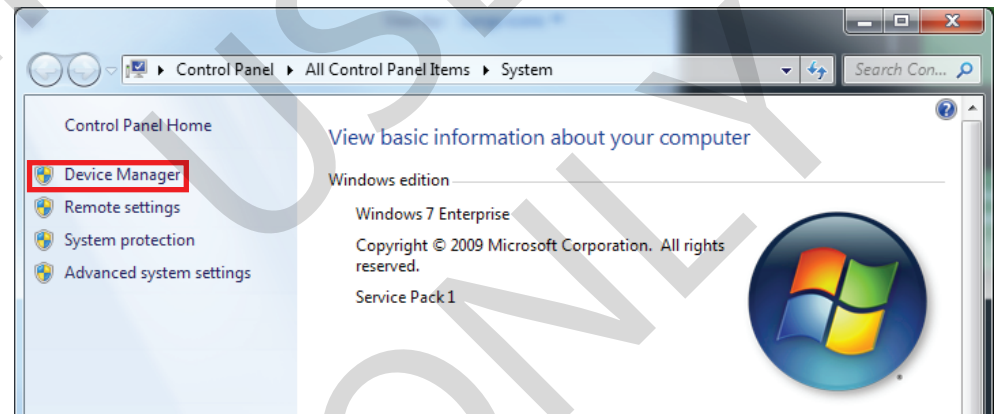 Control Panel ▸ All Control Panel Items ▸ System
Search Con...
Control Panel Home
Device Manager
Remote settings
System protection
Advanced system settings
View basic information about your computer
Windows edition
Windows 7 Enterprise
Copyright © 2009 Microsoft Corporation. All rights
reserved.
Service Pack 1
USE
ONLY